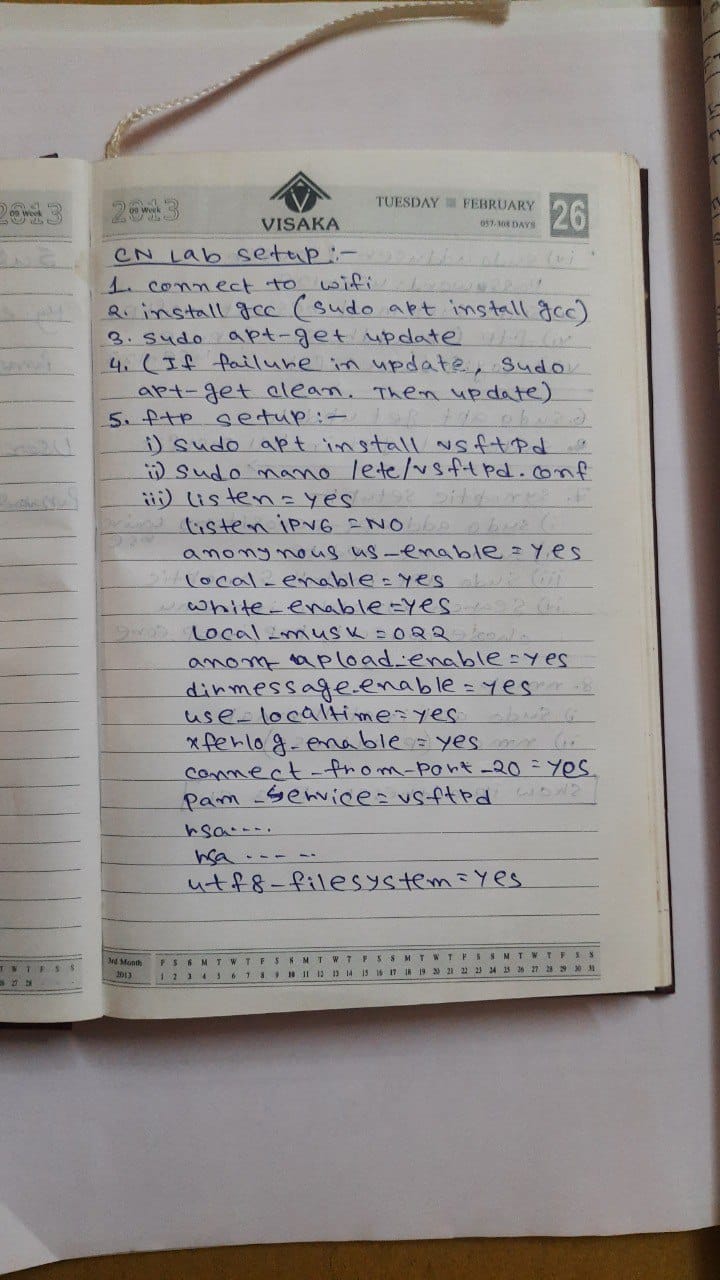 2013
09 Week
2013
09 Week
VISAKA
TUESDAY FEBRUARY
057-308 DAYS
26
CN Lab setup :-
1. connect to wifi
2. install gcc (sudo apt install gcc)
3. sudo apt-get update
4. (If failure in update, sudo
apt-get clean. Then update)
5. ftp setup :-
i) sudo apt install vsftpd
ii) sudo nano /etc/vsftpd.conf
iii) listen = yes
listen ipv6 = NO
anonymous us-enable = yes
local-enable = yes
write-enable = yes
local-musk = 022
anom upload-enable = yes
dirmessage-enable = yes
use-localtime = yes
xferlog-enable = yes
connect-from-port-20 = yes
pam-service = vsftpd
rsa....
rsa -----
utf8-filesystem = yes
3rd Month
2013
F S S M T W T F S S M T W T F S S M T W T F S S M T W T F S S
1 2 3 4 5 6 7 8 9 10 11 12 13 14 15 16 17 18 19 20 21 22 23 24 25 26 27 28 29 30 31
T W T F S S
27 28